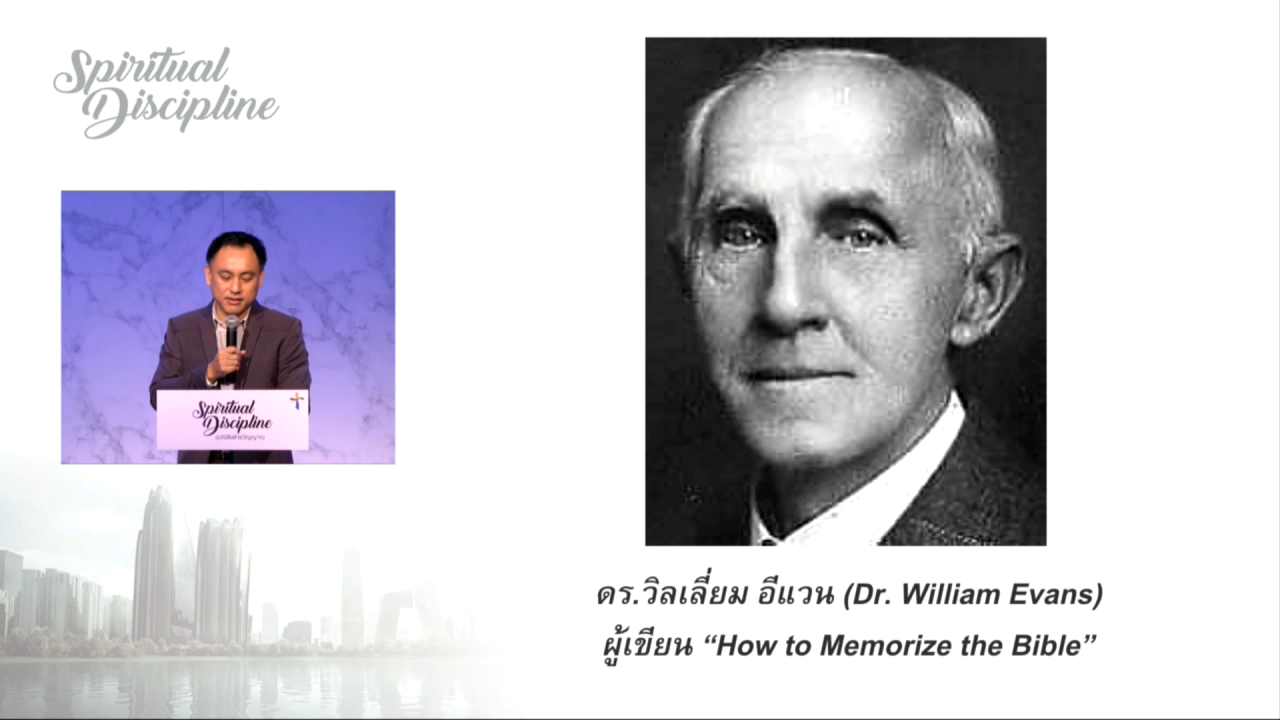 Spiritual
Discipline
Spiritual
Discipline
ดร.วิลเลี่ยม อีแวน (Dr. William Evans)
ผู้เขียน “How to Memorize the Bible”